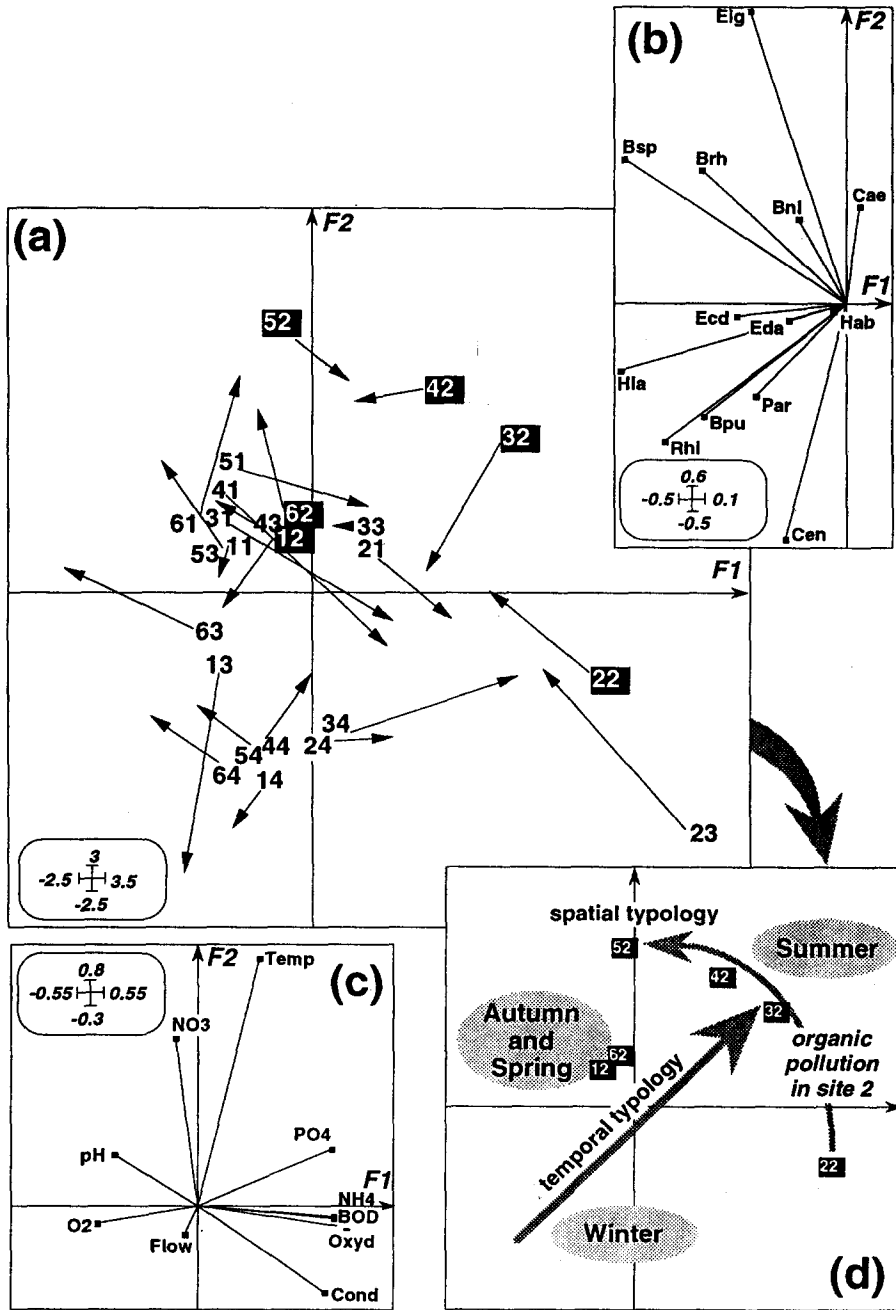 (b)
Eig
F2
Bsp
Brh
Bnl
Cae
F1
Ecd
Eda
Hab
Hla
Par
Bpu
Rhi
Cen
0.6
-0.5 0.1
-0.5
(a)
F2
52
42
32
51
41
61 31 43 62 33
53 11 12 21
F1
63
13
22
34
54 44 24
64 14
23
3
-2.5 3.5
-2.5
(c)
F2
Temp
0.8
-0.55 0.55
-0.3
NO3
PO4
pH
F1
NH4
O2
BOD
Flow
Oxyd
Cond
spatial typology
52
Summer
42
32
Autumn
and
Spring
62
12
organic
pollution
in site 2
temporal typology
22
Winter
(d)